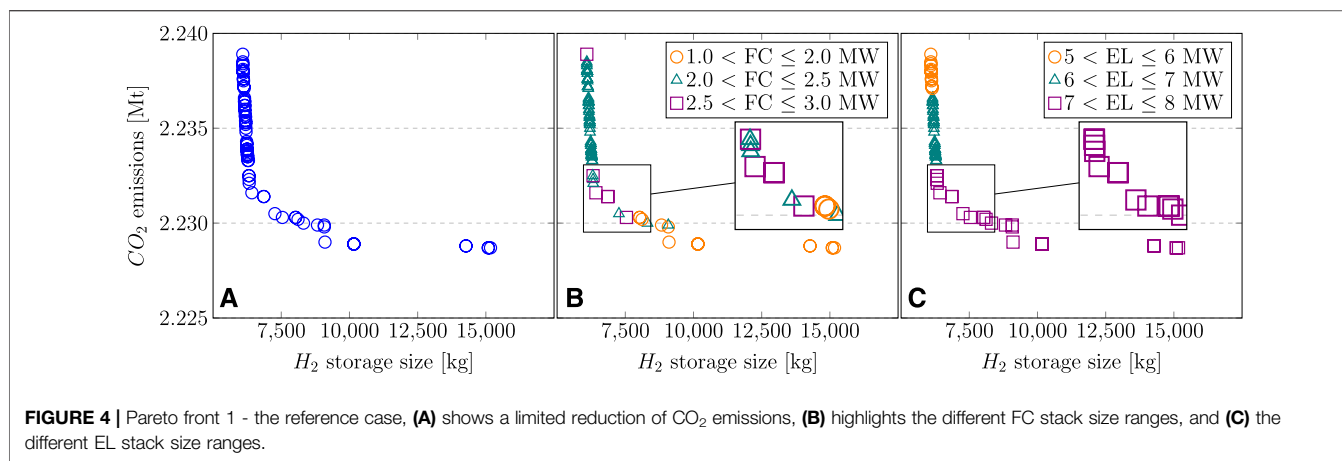 2.240
2.235
2.230
2.225
CO2 emissions [Mt]
A
7,500 10,000 12,500 15,000
H2 storage size [kg]
1.0 < FC ≤ 2.0 MW
2.0 < FC ≤ 2.5 MW
2.5 < FC ≤ 3.0 MW
B
7,500 10,000 12,500 15,000
H2 storage size [kg]
5 < EL ≤ 6 MW
6 < EL ≤ 7 MW
7 < EL ≤ 8 MW
C
7,500 10,000 12,500 15,000
H2 storage size [kg]
FIGURE 4 | Pareto front 1 - the reference case, (A) shows a limited reduction of CO2 emissions, (B) highlights the different FC stack size ranges, and (C) the
different EL stack size ranges.